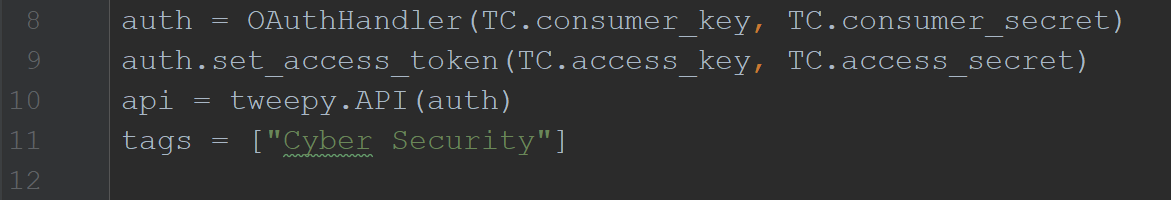 8 auth = OAuthHandler(TC.consumer_key, TC.consumer_secret)
9 auth.set_access_token(TC.access_key, TC.access_secret)
10 api = tweepy.API(auth)
11 tags = ["Cyber Security"]
12